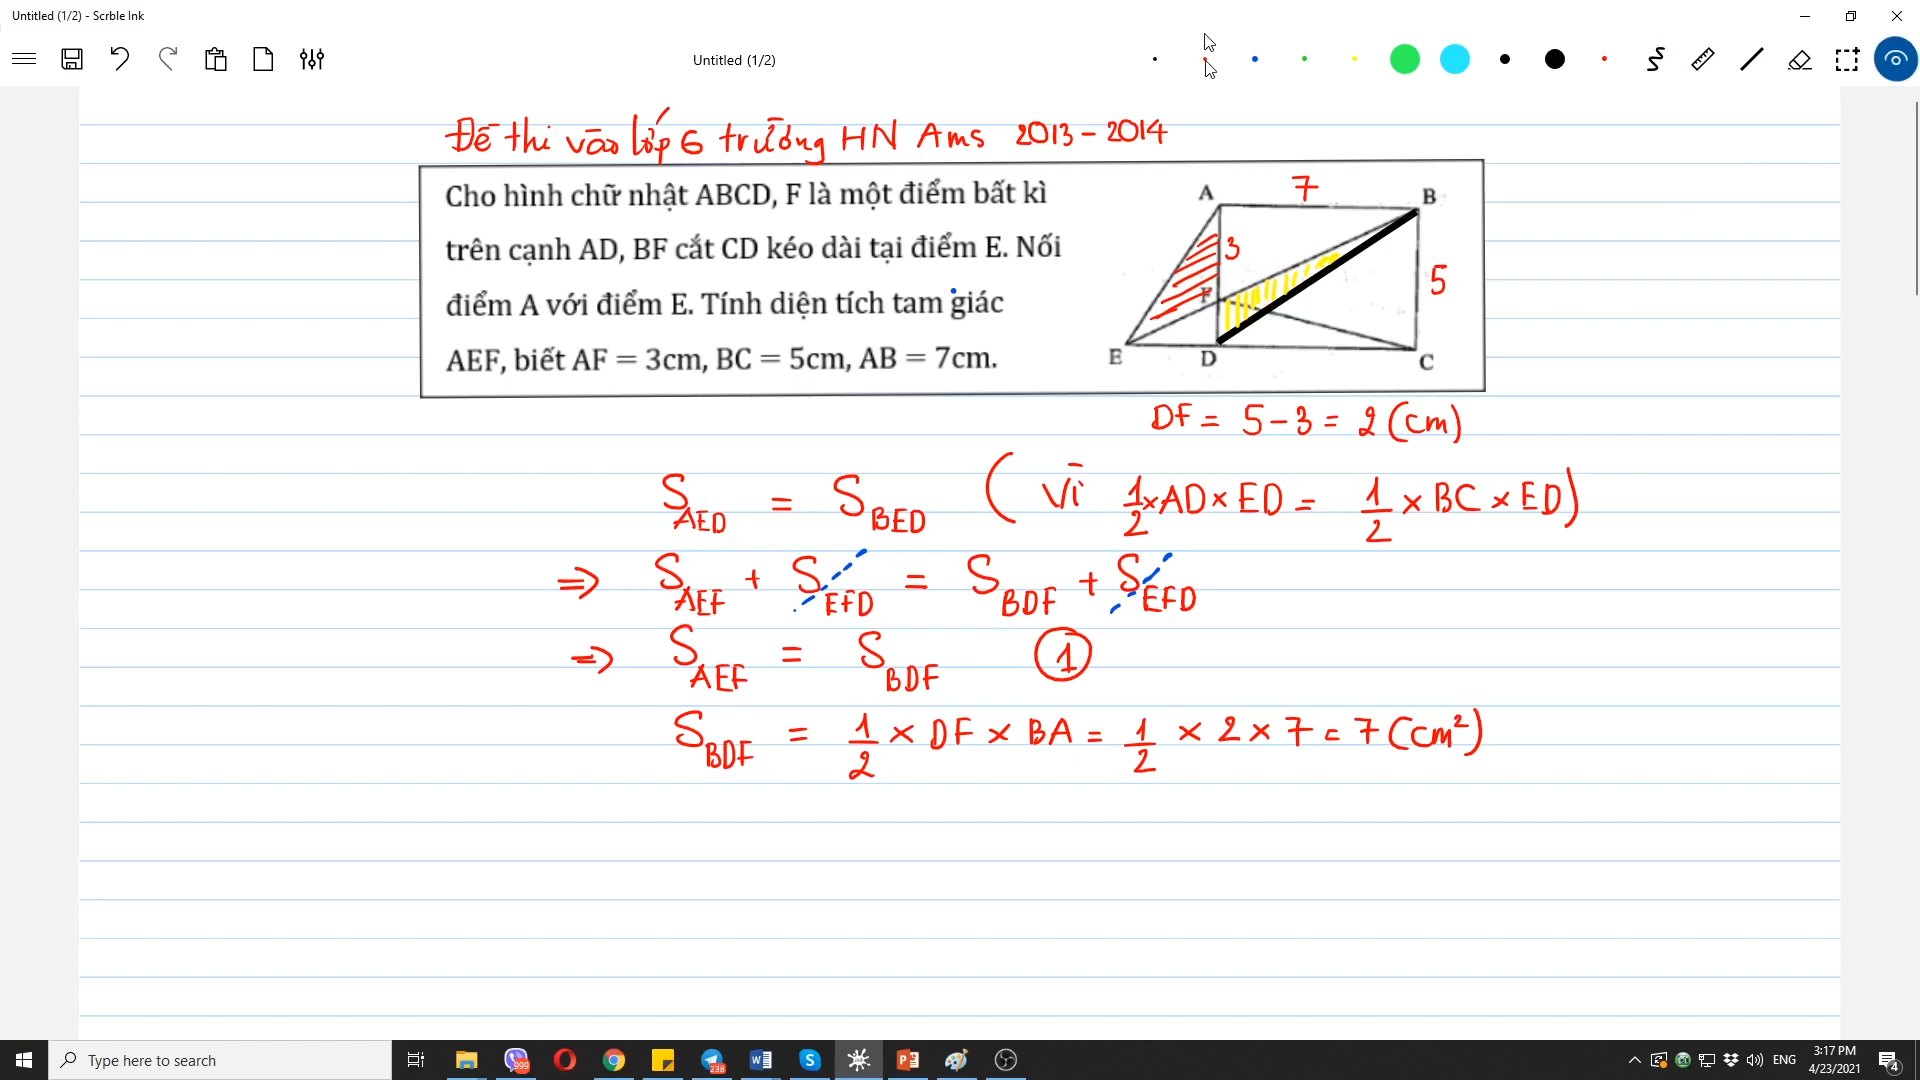 Untitled (1/2) - Scrble Ink
Untitled (1/2)
Đề thi vào lớp 6 trường HN Ams 2013 - 2014
Cho hình chữ nhật ABCD, F là một điểm bất kì
trên cạnh AD, BF cắt CD kéo dài tại điểm E. Nối
điểm A với điểm E. Tính diện tích tam giác
AEF, biết AF = 3cm, BC = 5cm, AB = 7cm.
A 7 B
3
F 5
E D C
DF = 5 - 3 = 2 (cm)
S AED = S BED ( Vì 1/2 × AD × ED = 1/2 × BC × ED )
=> S AEF + S EFD = S BDF + S EFD
=> S AEF = S BDF 1
S BDF = 1/2 × DF × BA = 1/2 × 2 × 7 = 7 (cm²)
Type here to search
999
238
ENG
3:17 PM
4/23/2021
4